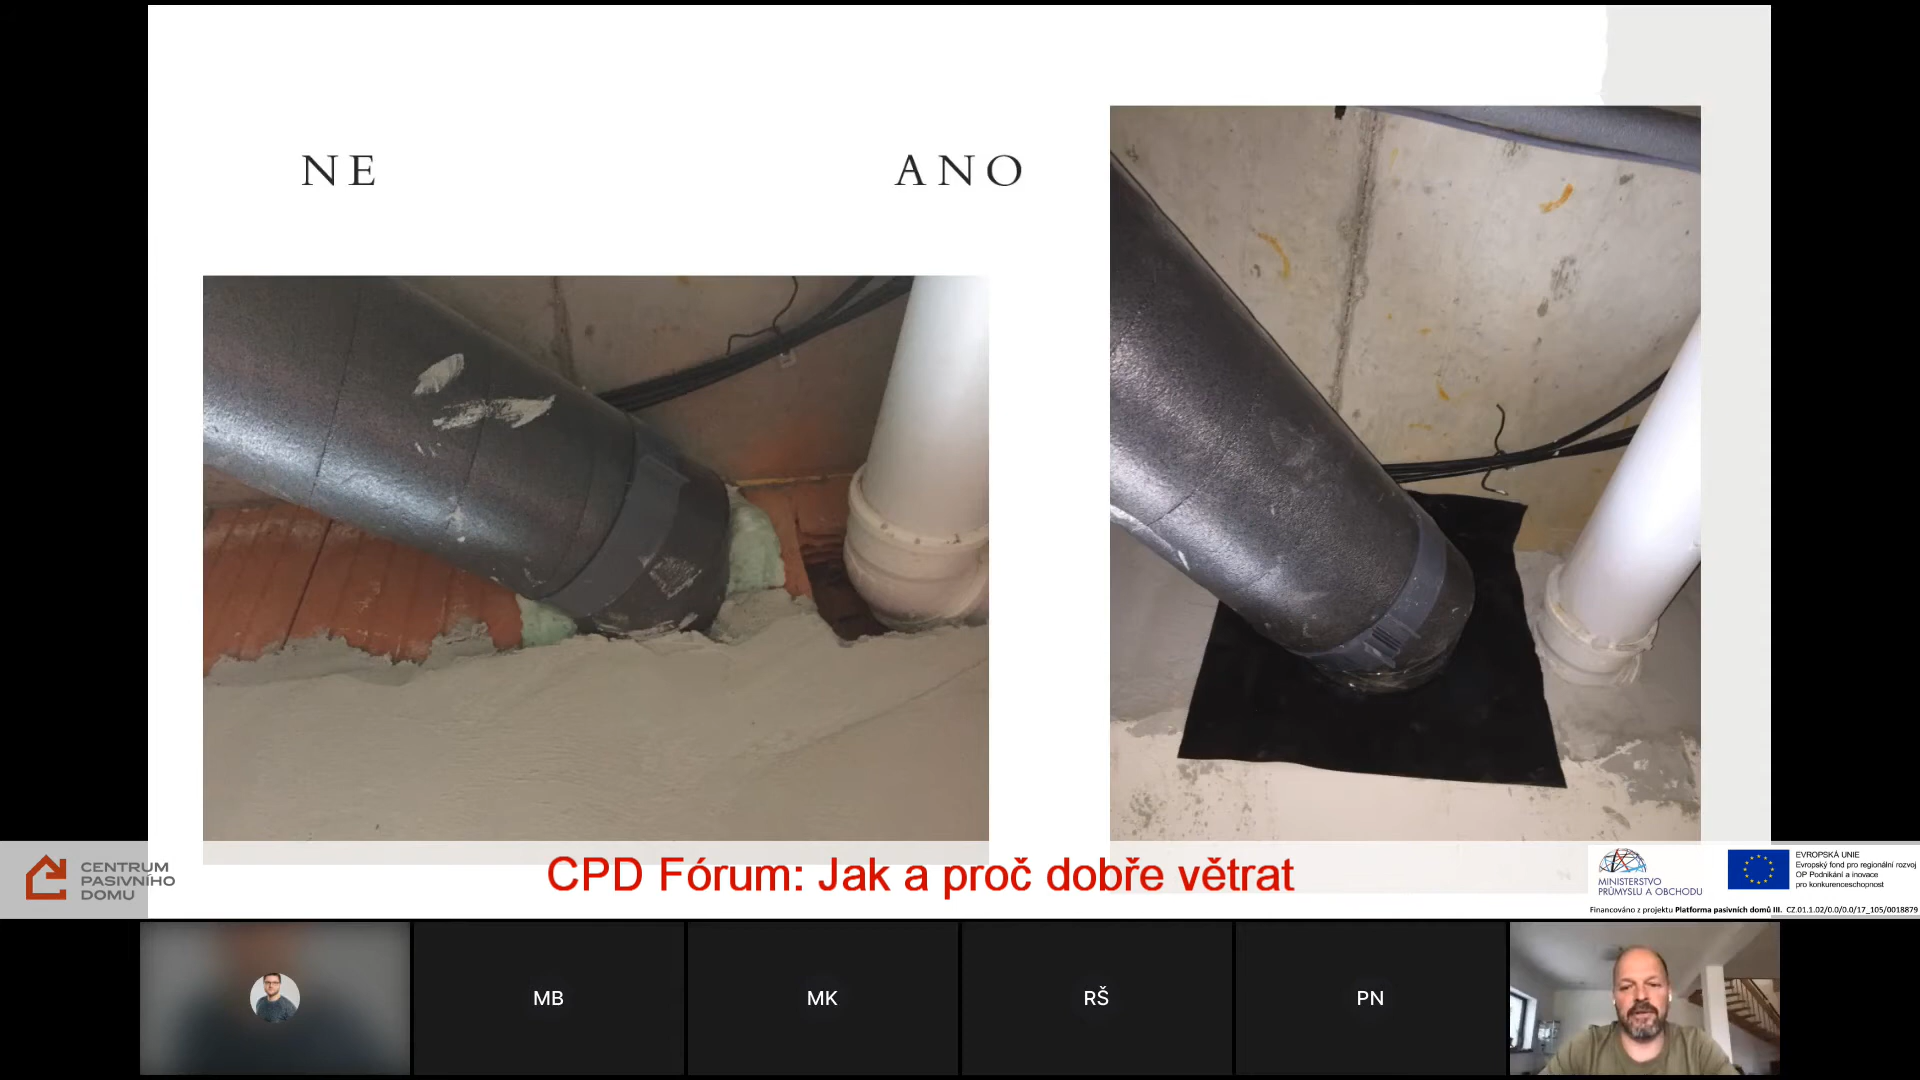 NE
ANO
CENTRUM
PASIVNÍHO
DOMU
CPD Fórum: Jak a proč dobře větrat
MINISTERSTVO
PRŮMYSLU A OBCHODU
EVROPSKÁ UNIE
Evropský fond pro regionální rozvoj
OP Podnikání a inovace
pro konkurenceschopnost
Financováno z projektu Platforma pasivních domů III. CZ.01.1.02/0.0/0.0/17_105/0018879
MB
MK
RŠ
PN